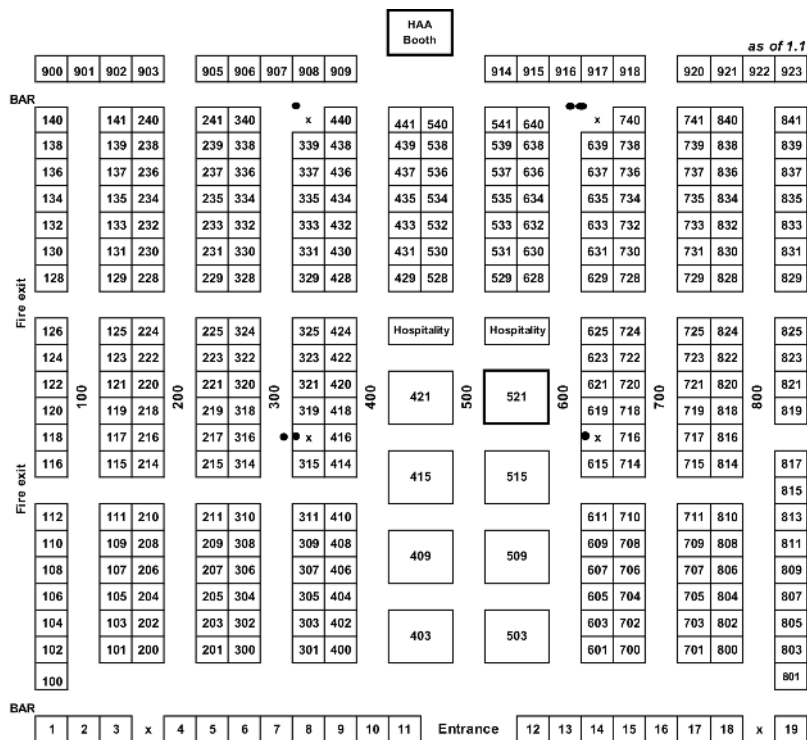 HAA
Booth
as of 1.1
900 901 902 903 905 906 907 908 909 914 915 916 917 918 920 921 922 923
BAR
140 141 240 241 340 x 440 441 540 541 640 x 740 741 840 841
138 139 238 239 338 339 438 439 538 539 638 639 738 739 838 839
136 137 236 237 336 337 436 437 536 537 636 637 736 737 836 837
134 135 234 235 334 335 434 435 534 535 634 635 734 735 834 835
132 133 232 233 332 333 432 433 532 533 632 633 732 733 832 833
130 131 230 231 330 331 430 431 530 531 630 631 730 731 830 831
128 129 228 229 328 329 428 429 528 529 628 629 728 729 828 829
Fire exit
126 125 224 225 324 325 424 Hospitality Hospitality 625 724 725 824 825
124 123 222 223 322 323 422 623 722 723 822 823
122 121 220 221 320 321 420 621 720 721 820 821
100 200 300 400 421 500 521 600 700 800
120 119 218 219 318 319 418 619 718 719 818 819
118 117 216 217 316 x 416 x 716 717 816
116 115 214 215 314 315 414 615 714 715 814 817
Fire exit
415 515
815
112 111 210 211 310 311 410 611 710 711 810 813
110 109 208 209 308 309 408 609 708 709 808 811
409 509
108 107 206 207 306 307 406 607 706 707 806 809
106 105 204 205 304 305 404 605 704 705 804 807
104 103 202 203 302 303 402 603 702 703 802 805
403 503
102 101 200 201 300 301 400 601 700 701 800 803
100 801
BAR
1 2 3 x 4 5 6 7 8 9 10 11 Entrance 12 13 14 15 16 17 18 x 19